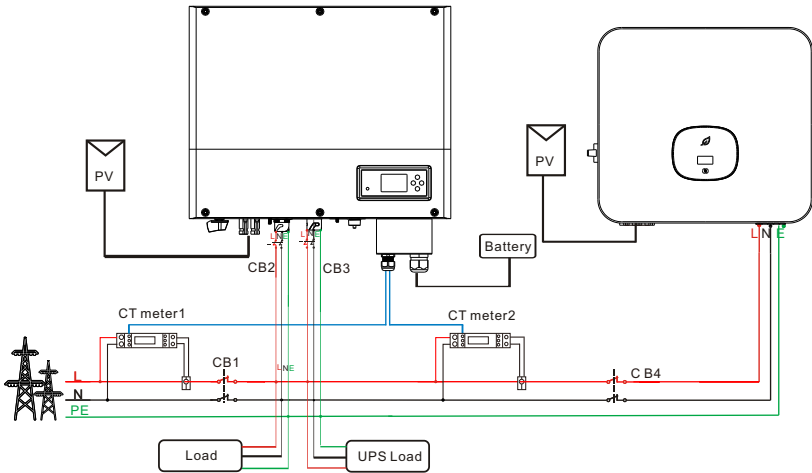 PV
PV
L N E
L N E
L N E
CB2
CB3
Battery
CT meter1
CT meter2
CB1
L N E
C B4
L
N
PE
Load
UPS Load